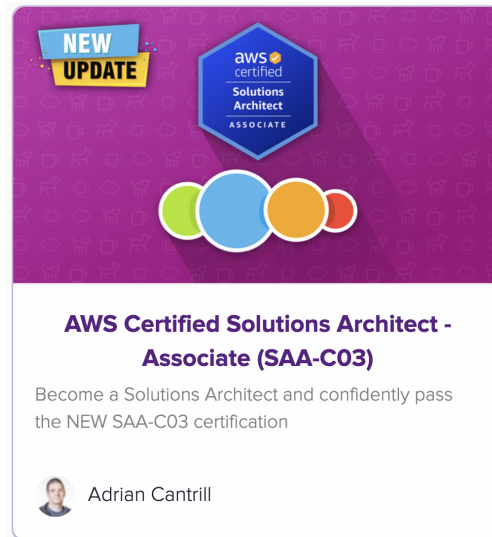 NEW
UPDATE
aws
certified
Solutions
Architect
ASSOCIATE
AWS Certified Solutions Architect -
Associate (SAA-C03)
Become a Solutions Architect and confidently pass
the NEW SAA-C03 certification
Adrian Cantrill